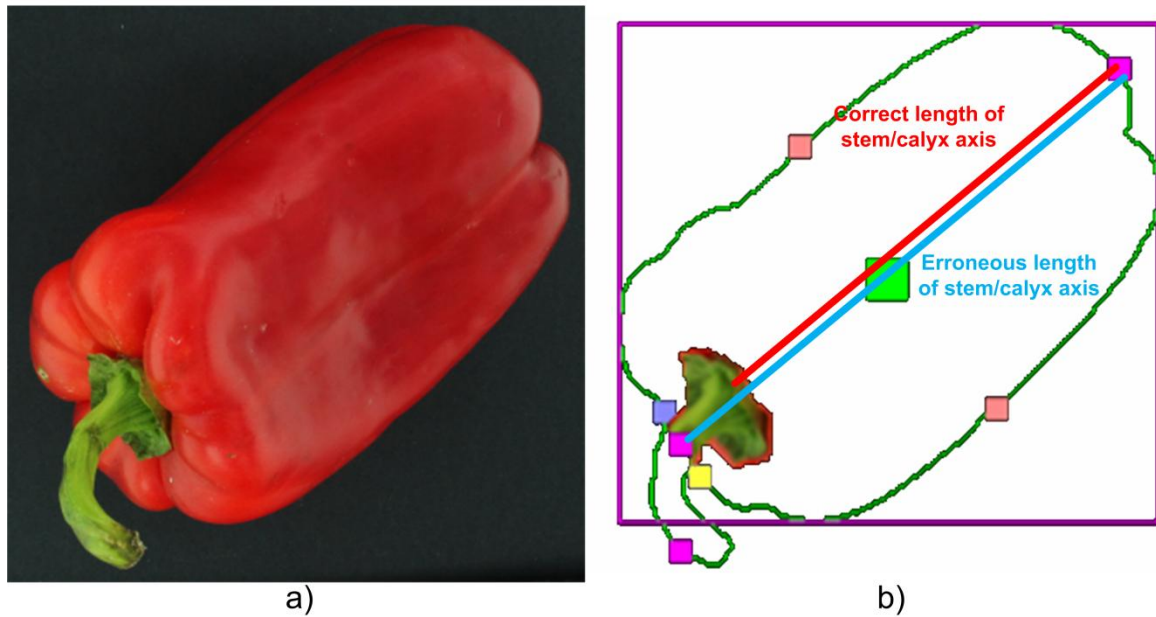 Correct length of
stem/calyx axis
Erroneous length
of stem/calyx axis
a)
b)